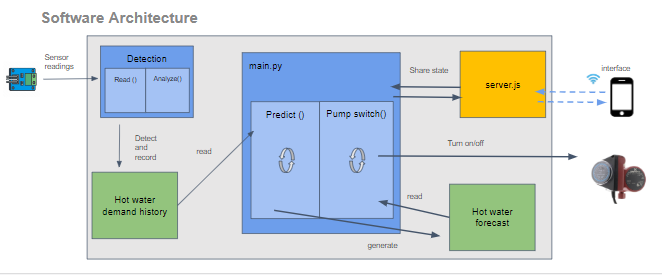 Software Architecture
Sensor
readings
Detection
Read ()
Analyze()
main.py
Share state
server.js
interface
Predict ()
Pump switch()
Detect
and
record
read
Turn on/off
Hot water
demand history
read
Hot water
forecast
generate